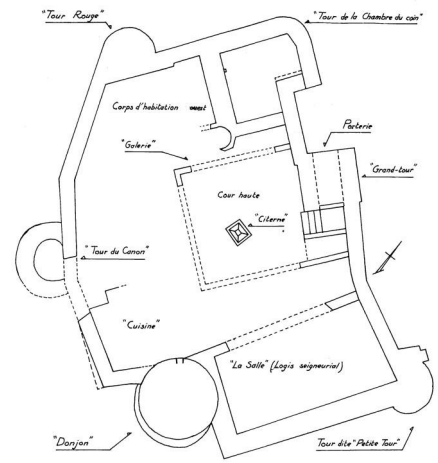 "Tour Rouge"
"Tour de la Chambre du coin"
Corps d'habitation ouest
Porterie
"Galerie"
"Grand-tour"
Cour haute
"Citerne"
"Tour du Canon"
"Cuisine"
"La Salle" (Logis seigneurial)
"Donjon"
Tour dite "Petite Tour"